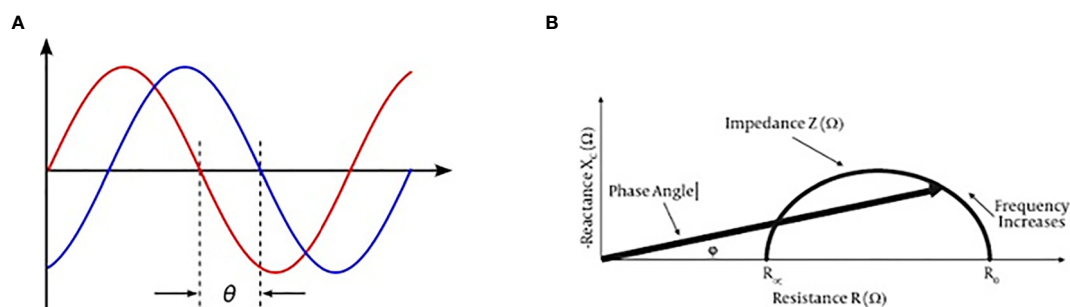 A
θ
B
-Reactance X_c (Ω)
Impedance Z (Ω)
Phase Angle|
Frequency
Increases
φ
R∞
R₀
Resistance R (Ω)